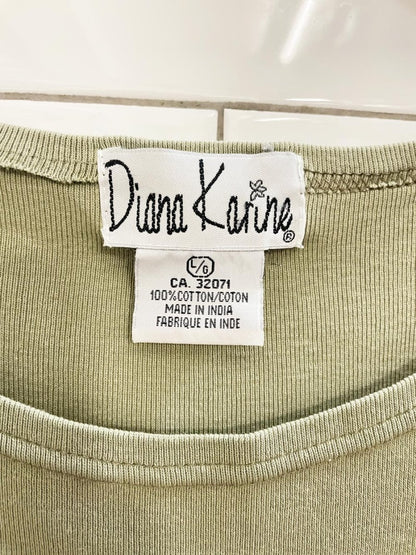 Diana Karine ®
L/G
CA. 32071
100% COTTON/COTON
MADE IN INDIA
FABRIQUE EN INDE